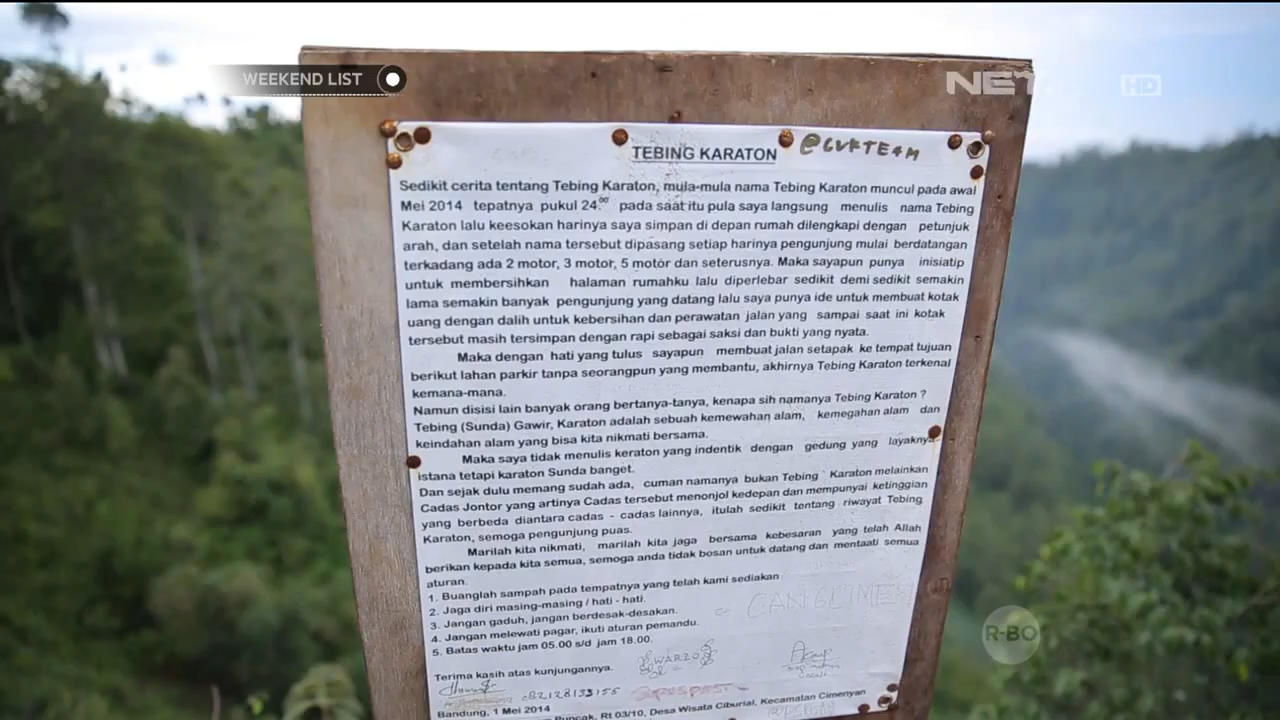 WEEKEND LIST
NET.
HD
TEBING KARATON
@CVKTEAM
Sedikit cerita tentang Tebing Karaton, mula-mula nama Tebing Karaton muncul pada awal
Mei 2014 tepatnya pukul 24.⁰⁰ pada saat itu pula saya langsung menulis nama Tebing
Karaton lalu keesokan harinya saya simpan di depan rumah dilengkapi dengan petunjuk
arah, dan setelah nama tersebut dipasang setiap harinya pengunjung mulai berdatangan
terkadang ada 2 motor, 3 motor, 5 motor dan seterusnya. Maka sayapun punya inisiatip
untuk membersihkan halaman rumahku lalu diperlebar sedikit demi sedikit semakin
lama semakin banyak pengunjung yang datang lalu saya punya ide untuk membuat kotak
uang dengan dalih untuk kebersihan dan perawatan jalan yang sampai saat ini kotak
tersebut masih tersimpan dengan rapi sebagai saksi dan bukti yang nyata.
Maka dengan hati yang tulus sayapun membuat jalan setapak ke tempat tujuan
berikut lahan parkir tanpa seorangpun yang membantu, akhirnya Tebing Karaton terkenal
kemana-mana.
Namun disisi lain banyak orang bertanya-tanya, kenapa sih namanya Tebing Karaton ?
Tebing (Sunda) Gawir, Karaton adalah sebuah kemewahan alam, kemegahan alam dan
keindahan alam yang bisa kita nikmati bersama.
Maka saya tidak menulis keraton yang indentik dengan gedung yang layaknya
istana tetapi karaton Sunda banget.
Dan sejak dulu memang sudah ada, cuman namanya bukan Tebing Karaton melainkan
Cadas Jontor yang artinya Cadas tersebut menonjol kedepan dan mempunyai ketinggian
yang berbeda diantara cadas - cadas lainnya, itulah sedikit tentang riwayat Tebing
Karaton, semoga pengunjung puas.
Marilah kita nikmati, marilah kita jaga bersama kebesaran yang telah Allah
berikan kepada kita semua, semoga anda tidak bosan untuk datang dan mentaati semua
aturan.
1. Buanglah sampah pada tempatnya yang telah kami sediakan
2. Jaga diri masing-masing / hati - hati.
3. Jangan gaduh, jangan berdesak-desakan.
4. Jangan melewati pagar, ikuti aturan pemandu.
5. Batas waktu jam 05.00 s/d jam 18.00.
Terima kasih atas kunjungannya.
WARZO
082128133155
Bandung, 1 Mei 2014
Puncak, Rt 03/10, Desa Wisata Ciburial, Kecamatan Cimenyan
R-BO